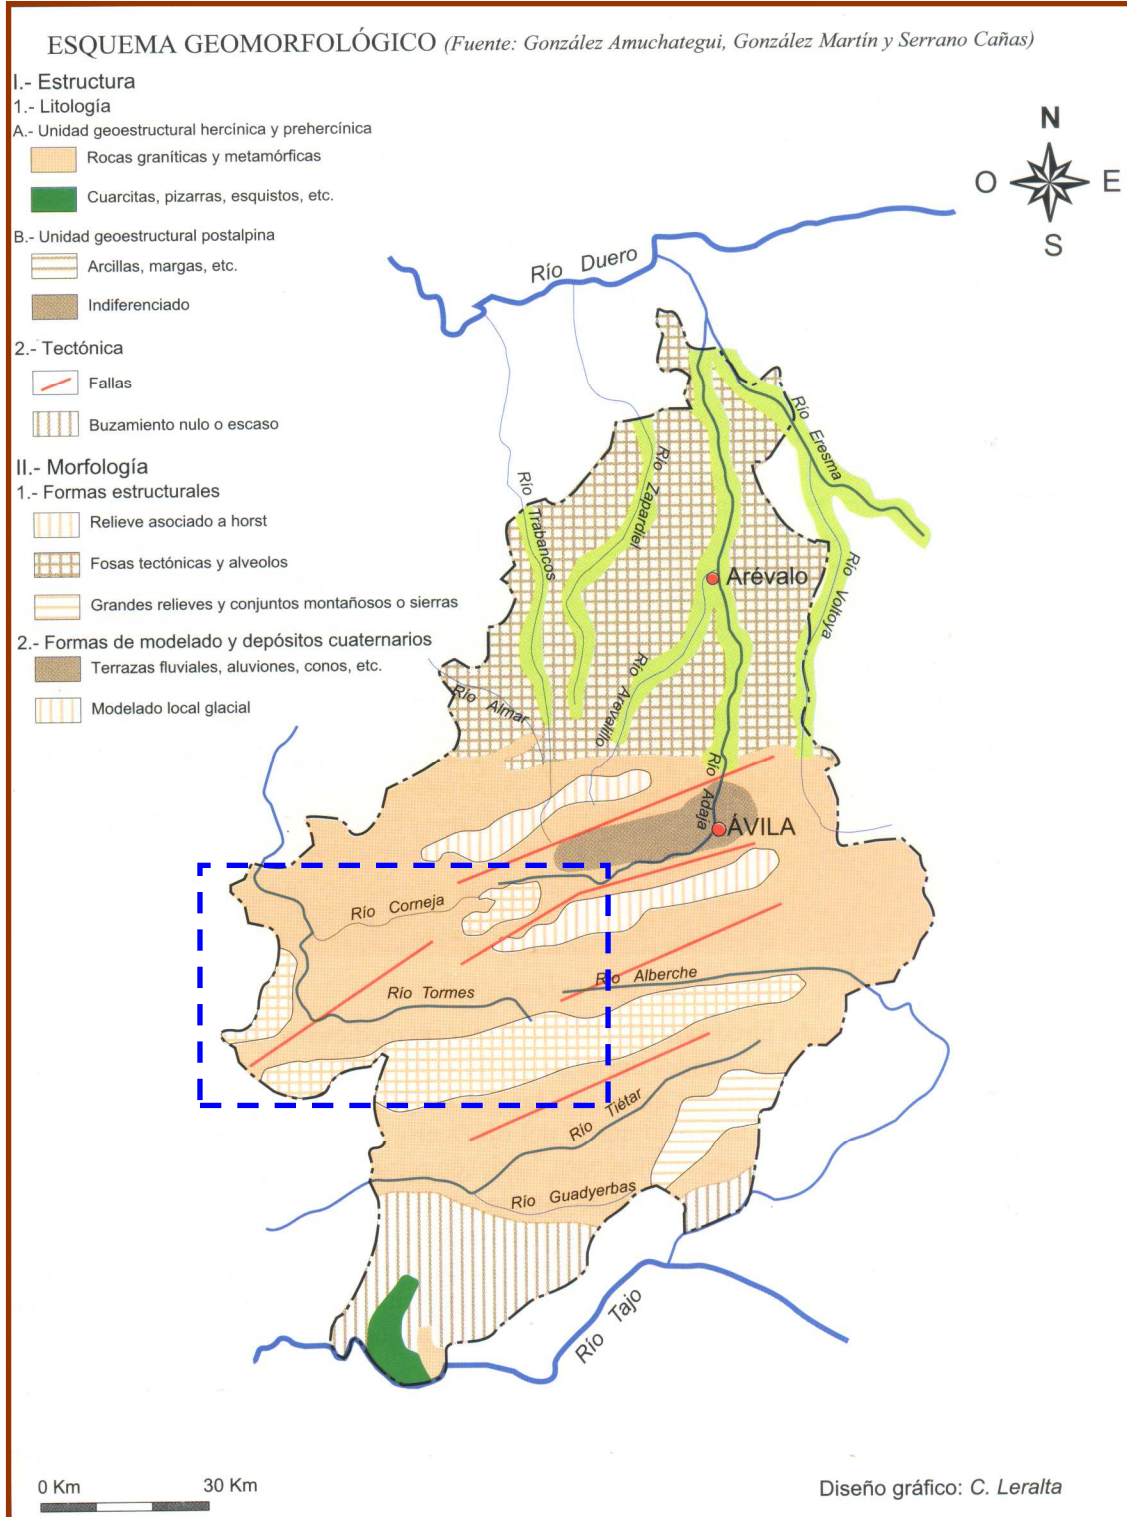 ESQUEMA GEOMORFOLÓGICO (Fuente: González Amuchategui, González Martín y Serrano Cañas)
I.- Estructura
1.- Litología
A.- Unidad geoestructural hercínica y prehercínica
Rocas graníticas y metamórficas
Cuarcitas, pizarras, esquistos, etc.
B.- Unidad geoestructural postalpina
Arcillas, margas, etc.
Indiferenciado
2.- Tectónica
Fallas
Buzamiento nulo o escaso
II.- Morfología
1.- Formas estructurales
Relieve asociado a horst
Fosas tectónicas y alveolos
Grandes relieves y conjuntos montañosos o sierras
2.- Formas de modelado y depósitos cuaternarios
Terrazas fluviales, aluviones, conos, etc.
Modelado local glacial
N
O
E
S
Río Duero
Río Eresma
Río Zapardiel
Río Trabancos
Arévalo
Río Voltoya
Río Arevalillo
Río Almar
Río Adaja
ÁVILA
Río Corneja
Río Alberche
Río Tormes
Río Tiétar
Río Guadyerbas
Río Tajo
0 Km
30 Km
Diseño gráfico: C. Leralta